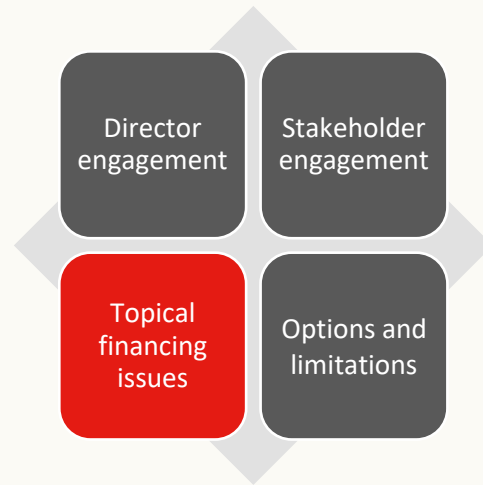 Director
engagement
Stakeholder
engagement
Topical
financing
issues
Options and
limitations